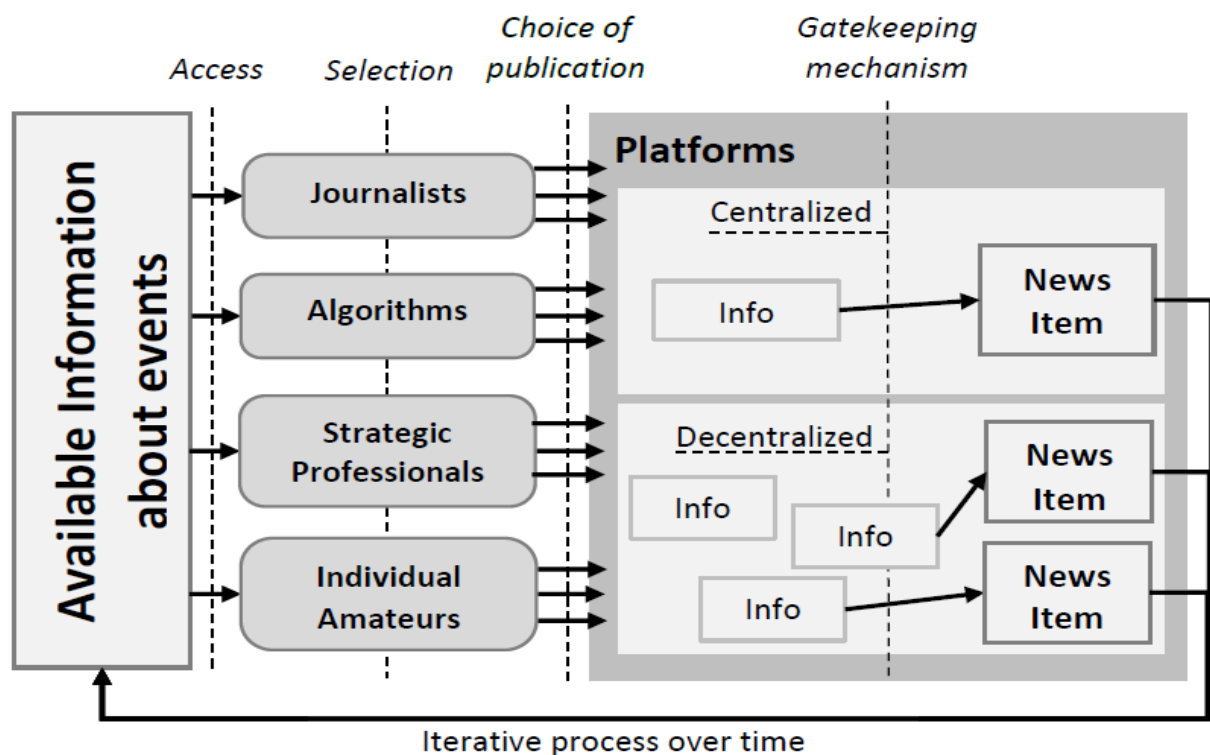 Access
Selection
Choice of
publication
Gatekeeping
mechanism
Available Information
about events
Journalists
Algorithms
Strategic
Professionals
Individual
Amateurs
Platforms
Centralized
Info
News
Item
Decentralized
Info
Info
Info
News
Item
News
Item
Iterative process over time